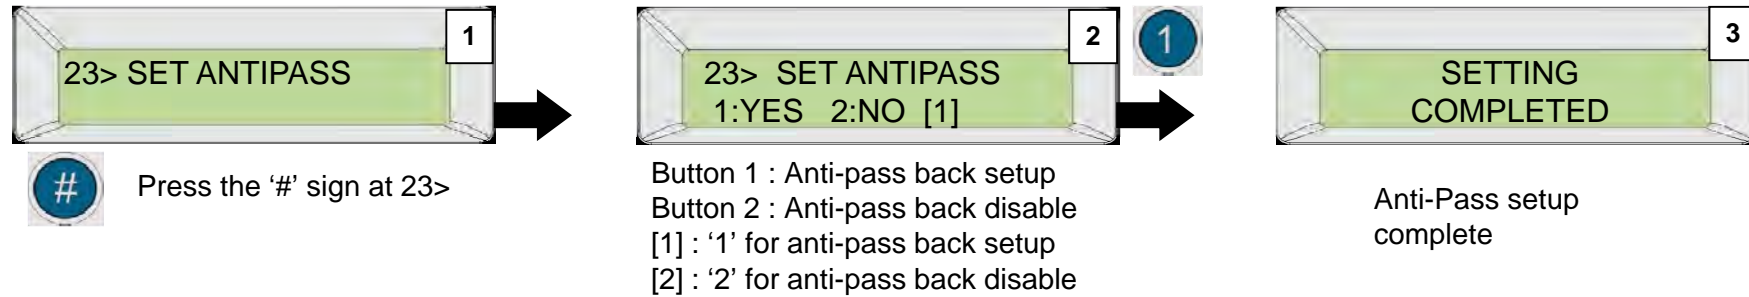 1
23> SET ANTIPASS
#
Press the ‘#’ sign at 23>
2
1
23> SET ANTIPASS
1:YES 2:NO [1]
Button 1 : Anti-pass back setup
Button 2 : Anti-pass back disable
[1] : ‘1’ for anti-pass back setup
[2] : ‘2’ for anti-pass back disable
3
SETTING
COMPLETED
Anti-Pass setup
complete